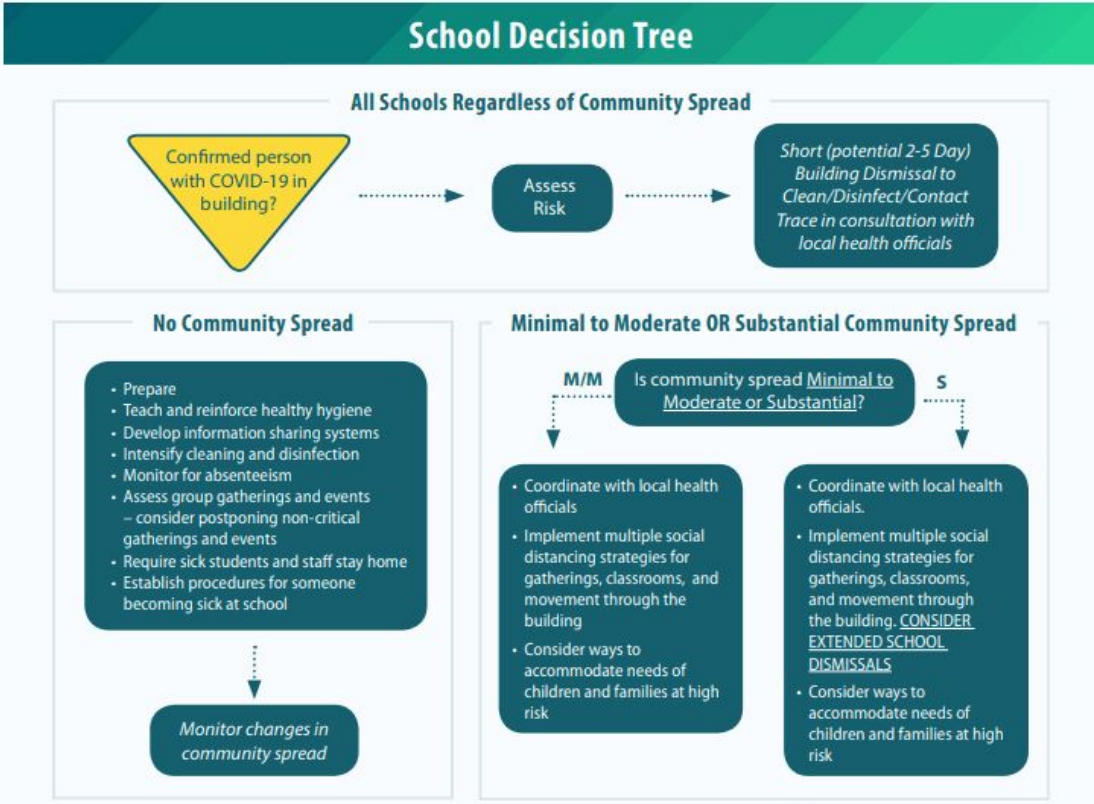 School Decision Tree
All Schools Regardless of Community Spread
Confirmed person
with COVID-19 in
building?
Assess
Risk
Short (potential 2-5 Day)
Building Dismissal to
Clean/Disinfect/Contact
Trace in consultation with
local health officials
No Community Spread
• Prepare
• Teach and reinforce healthy hygiene
• Develop information sharing systems
• Intensify cleaning and disinfection
• Monitor for absenteeism
• Assess group gatherings and events
– consider postponing non-critical
gatherings and events
• Require sick students and staff stay home
• Establish procedures for someone
becoming sick at school
Monitor changes in
community spread
Minimal to Moderate OR Substantial Community Spread
M/M
Is community spread Minimal to
Moderate or Substantial?
S
• Coordinate with local health
officials
• Implement multiple social
distancing strategies for
gatherings, classrooms, and
movement through the
building
• Consider ways to
accommodate needs of
children and families at high
risk
• Coordinate with local health
officials.
• Implement multiple social
distancing strategies for
gatherings, classrooms,
and movement through
the building. CONSIDER
EXTENDED SCHOOL
DISMISSALS
• Consider ways to
accommodate needs of
children and families at high
risk